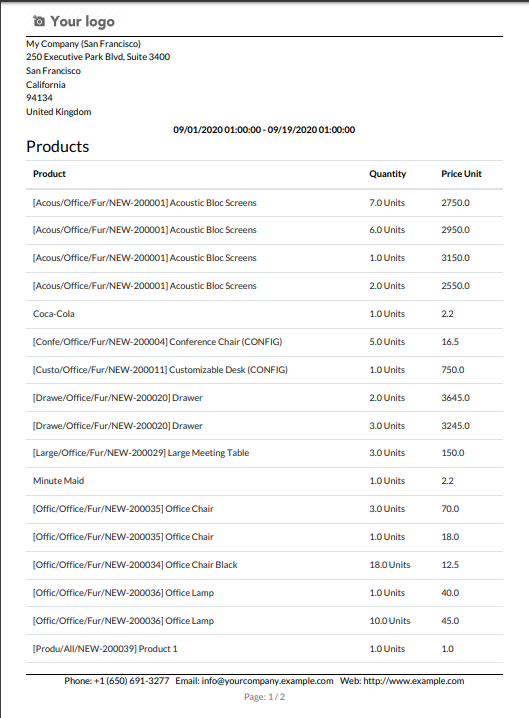 Your logo
My Company (San Francisco)
250 Executive Park Blvd, Suite 3400
San Francisco
California
94134
United Kingdom
09/01/2020 01:00:00 - 09/19/2020 01:00:00
Products
Product Quantity Price Unit
[Acous/Office/Fur/NEW-200001] Acoustic Bloc Screens 7.0 Units 2750.0
[Acous/Office/Fur/NEW-200001] Acoustic Bloc Screens 6.0 Units 2950.0
[Acous/Office/Fur/NEW-200001] Acoustic Bloc Screens 1.0 Units 3150.0
[Acous/Office/Fur/NEW-200001] Acoustic Bloc Screens 2.0 Units 2550.0
Coca-Cola 1.0 Units 2.2
[Confe/Office/Fur/NEW-200004] Conference Chair (CONFIG) 5.0 Units 16.5
[Custo/Office/Fur/NEW-200011] Customizable Desk (CONFIG) 1.0 Units 750.0
[Drawe/Office/Fur/NEW-200020] Drawer 2.0 Units 3645.0
[Drawe/Office/Fur/NEW-200020] Drawer 3.0 Units 3245.0
[Large/Office/Fur/NEW-200029] Large Meeting Table 3.0 Units 150.0
Minute Maid 1.0 Units 2.2
[Offic/Office/Fur/NEW-200035] Office Chair 3.0 Units 70.0
[Offic/Office/Fur/NEW-200035] Office Chair 1.0 Units 18.0
[Offic/Office/Fur/NEW-200034] Office Chair Black 18.0 Units 12.5
[Offic/Office/Fur/NEW-200036] Office Lamp 1.0 Units 40.0
[Offic/Office/Fur/NEW-200036] Office Lamp 10.0 Units 45.0
[Produ/All/NEW-200039] Product 1 1.0 Units 1.0
Phone: +1 (650) 691-3277 Email: info@yourcompany.example.com Web: http://www.example.com
Page: 1 / 2